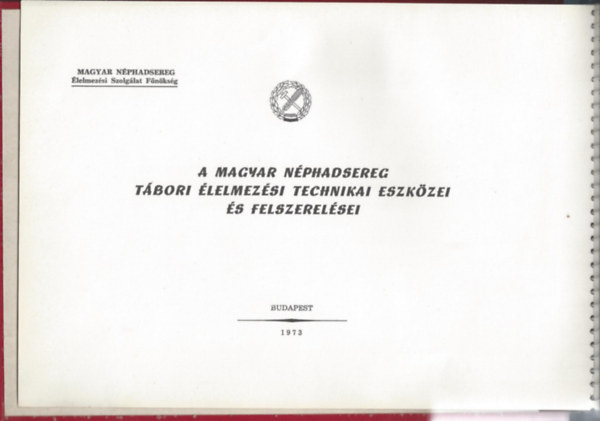 MAGYAR NÉPHADSEREG
Élelmezési Szolgálat Főnökség
A MAGYAR NÉPHADSEREG
TÁBORI ÉLELMEZÉSI TECHNIKAI ESZKÖZEI
ÉS FELSZERELÉSEI
BUDAPEST
1973